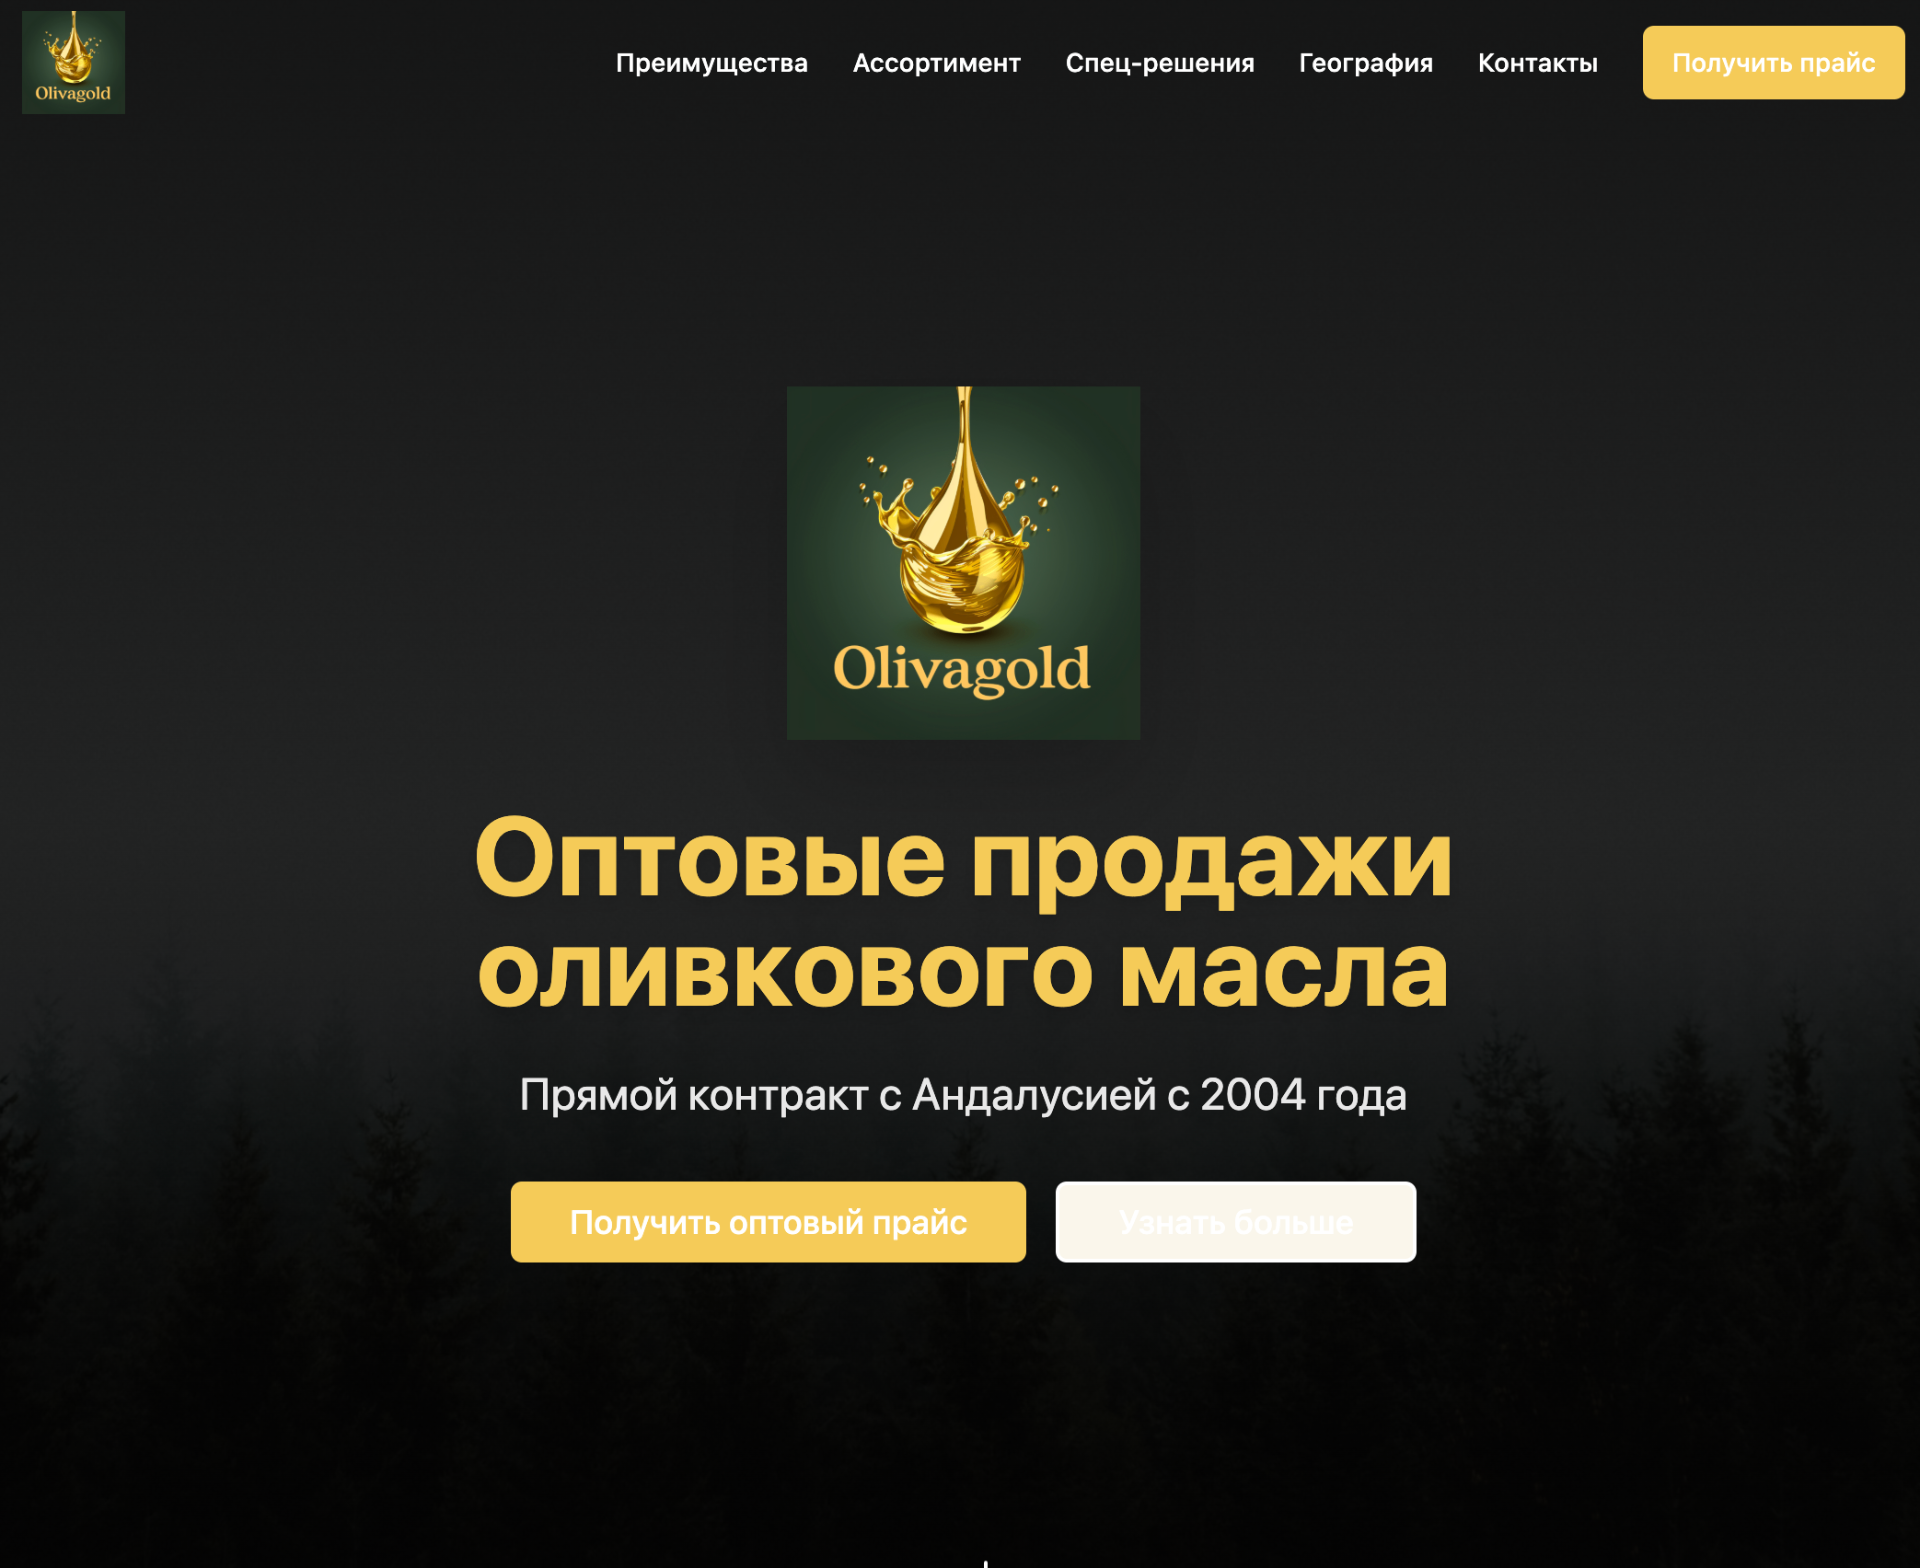 Olivagold
Преимущества
Ассортимент
Спец-решения
География
Контакты
Получить прайс
Olivagold
Оптовые продажи
оливкового масла
Прямой контракт с Андалусией с 2004 года
Получить оптовый прайс
Узнать больше